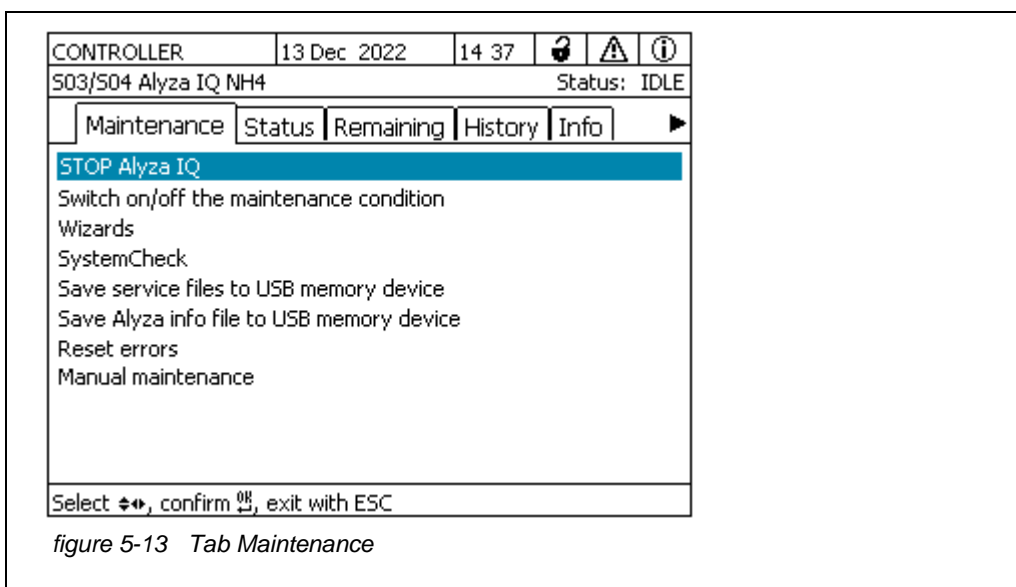 CONTROLLER 13 Dec 2022 14 37
S03/S04 Alyza IQ NH4 Status: IDLE
Maintenance Status Remaining History Info
STOP Alyza IQ
Switch on/off the maintenance condition
Wizards
SystemCheck
Save service files to USB memory device
Save Alyza info file to USB memory device
Reset errors
Manual maintenance
Select , confirm OK, exit with ESC
figure 5-13 Tab Maintenance